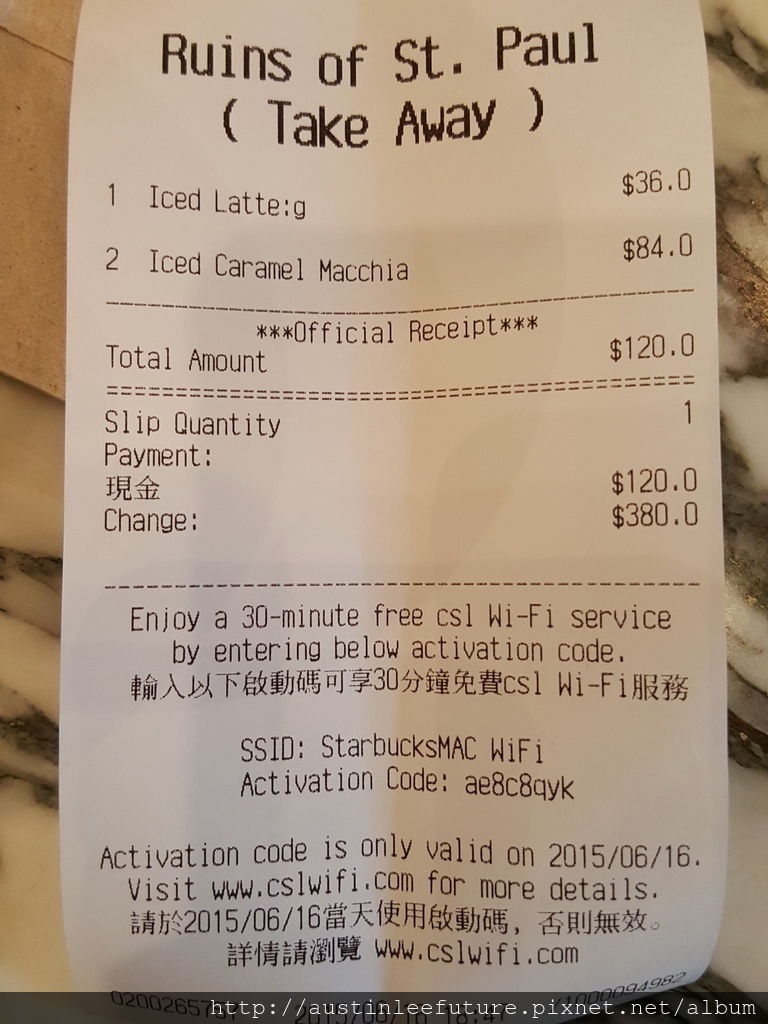 Ruins of St. Paul
( Take Away )
1 Iced Latte:g $36.0
2 Iced Caramel Macchia $84.0
***Official Receipt***
Total Amount $120.0
Slip Quantity 1
Payment:
現金 $120.0
Change: $380.0
Enjoy a 30-minute free csl Wi-Fi service
by entering below activation code.
輸入以下啟動碼可享30分鐘免費csl Wi-Fi服務
SSID: StarbucksMAC WiFi
Activation Code: ae8c8qyk
Activation code is only valid on 2015/06/16.
Visit www.cslwifi.com for more details.
請於2015/06/16當天使用啟動碼, 否則無效。
詳情請瀏覽 www.cslwifi.com
2015/06/16 18:47
http://austinleefuture.pixnet.net/album